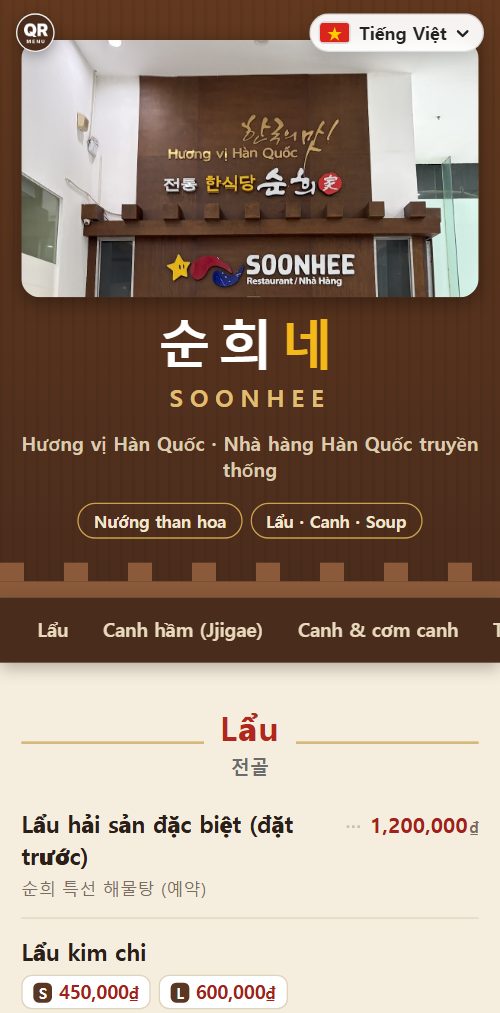 QR
MENU
Tiếng Việt
한국의 맛!
Hương vị Hàn Quốc
전통 한식당 순희家
SOONHEE
Restaurant / Nhà Hàng
순희네
SOONHEE
Hương vị Hàn Quốc · Nhà hàng Hàn Quốc truyền
thống
Nướng than hoa
Lẩu · Canh · Soup
Lẩu
Canh hầm (Jjigae)
Canh & cơm canh
Lẩu
전골
Lẩu hải sản đặc biệt (đặt
trước)
··· 1,200,000₫
순희 특선 해물탕 (예약)
Lẩu kim chi
S 450,000₫
L 600,000₫